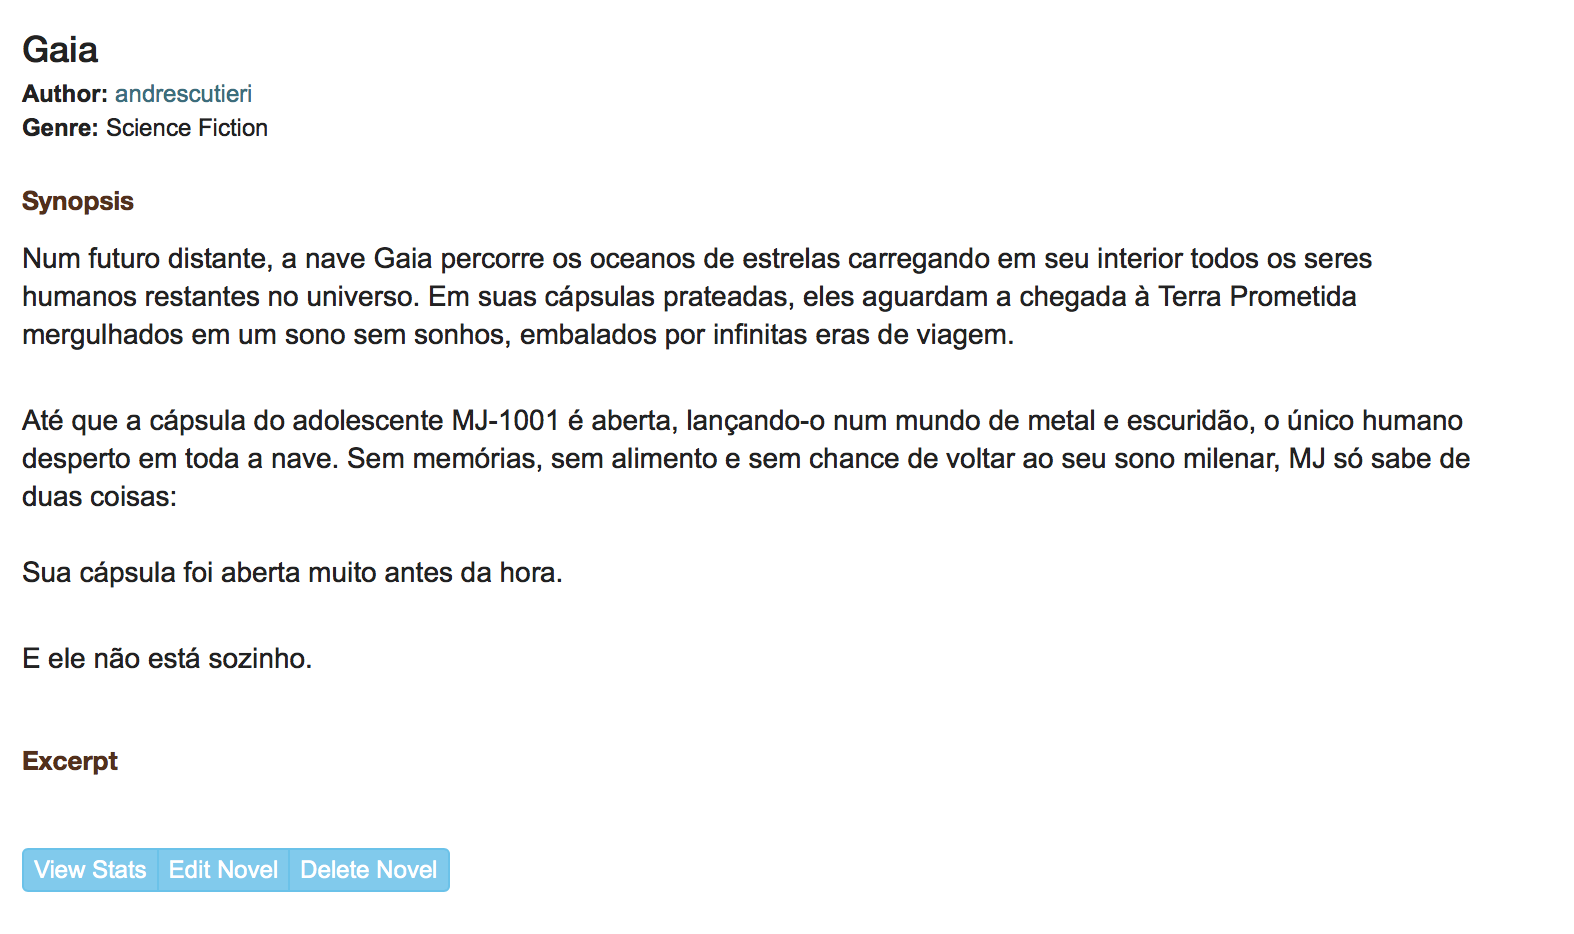 Gaia
Author: andrescutieri
Genre: Science Fiction
Synopsis
Num futuro distante, a nave Gaia percorre os oceanos de estrelas carregando em seu interior todos os seres
humanos restantes no universo. Em suas cápsulas prateadas, eles aguardam a chegada à Terra Prometida
mergulhados em um sono sem sonhos, embalados por infinitas eras de viagem.
Até que a cápsula do adolescente MJ-1001 é aberta, lançando-o num mundo de metal e escuridão, o único humano
desperto em toda a nave. Sem memórias, sem alimento e sem chance de voltar ao seu sono milenar, MJ só sabe de
duas coisas:
Sua cápsula foi aberta muito antes da hora.
E ele não está sozinho.
Excerpt
View Stats Edit Novel Delete Novel